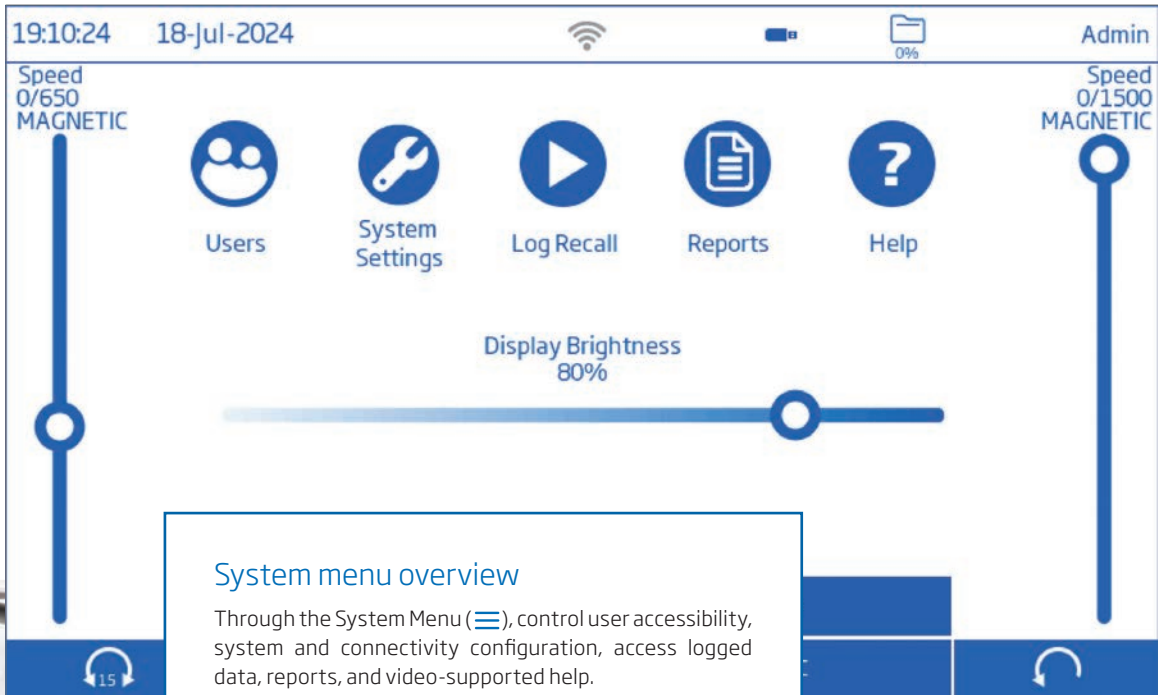 19:10:24 18-Jul-2024 0% Admin
Speed
0/650
MAGNETIC
Speed
0/1500
MAGNETIC
Users
System
Settings
Log Recall
Reports
Help
Display Brightness
80%
System menu overview
Through the System Menu (☰), control user accessibility,
system and connectivity configuration, access logged
data, reports, and video-supported help.
15